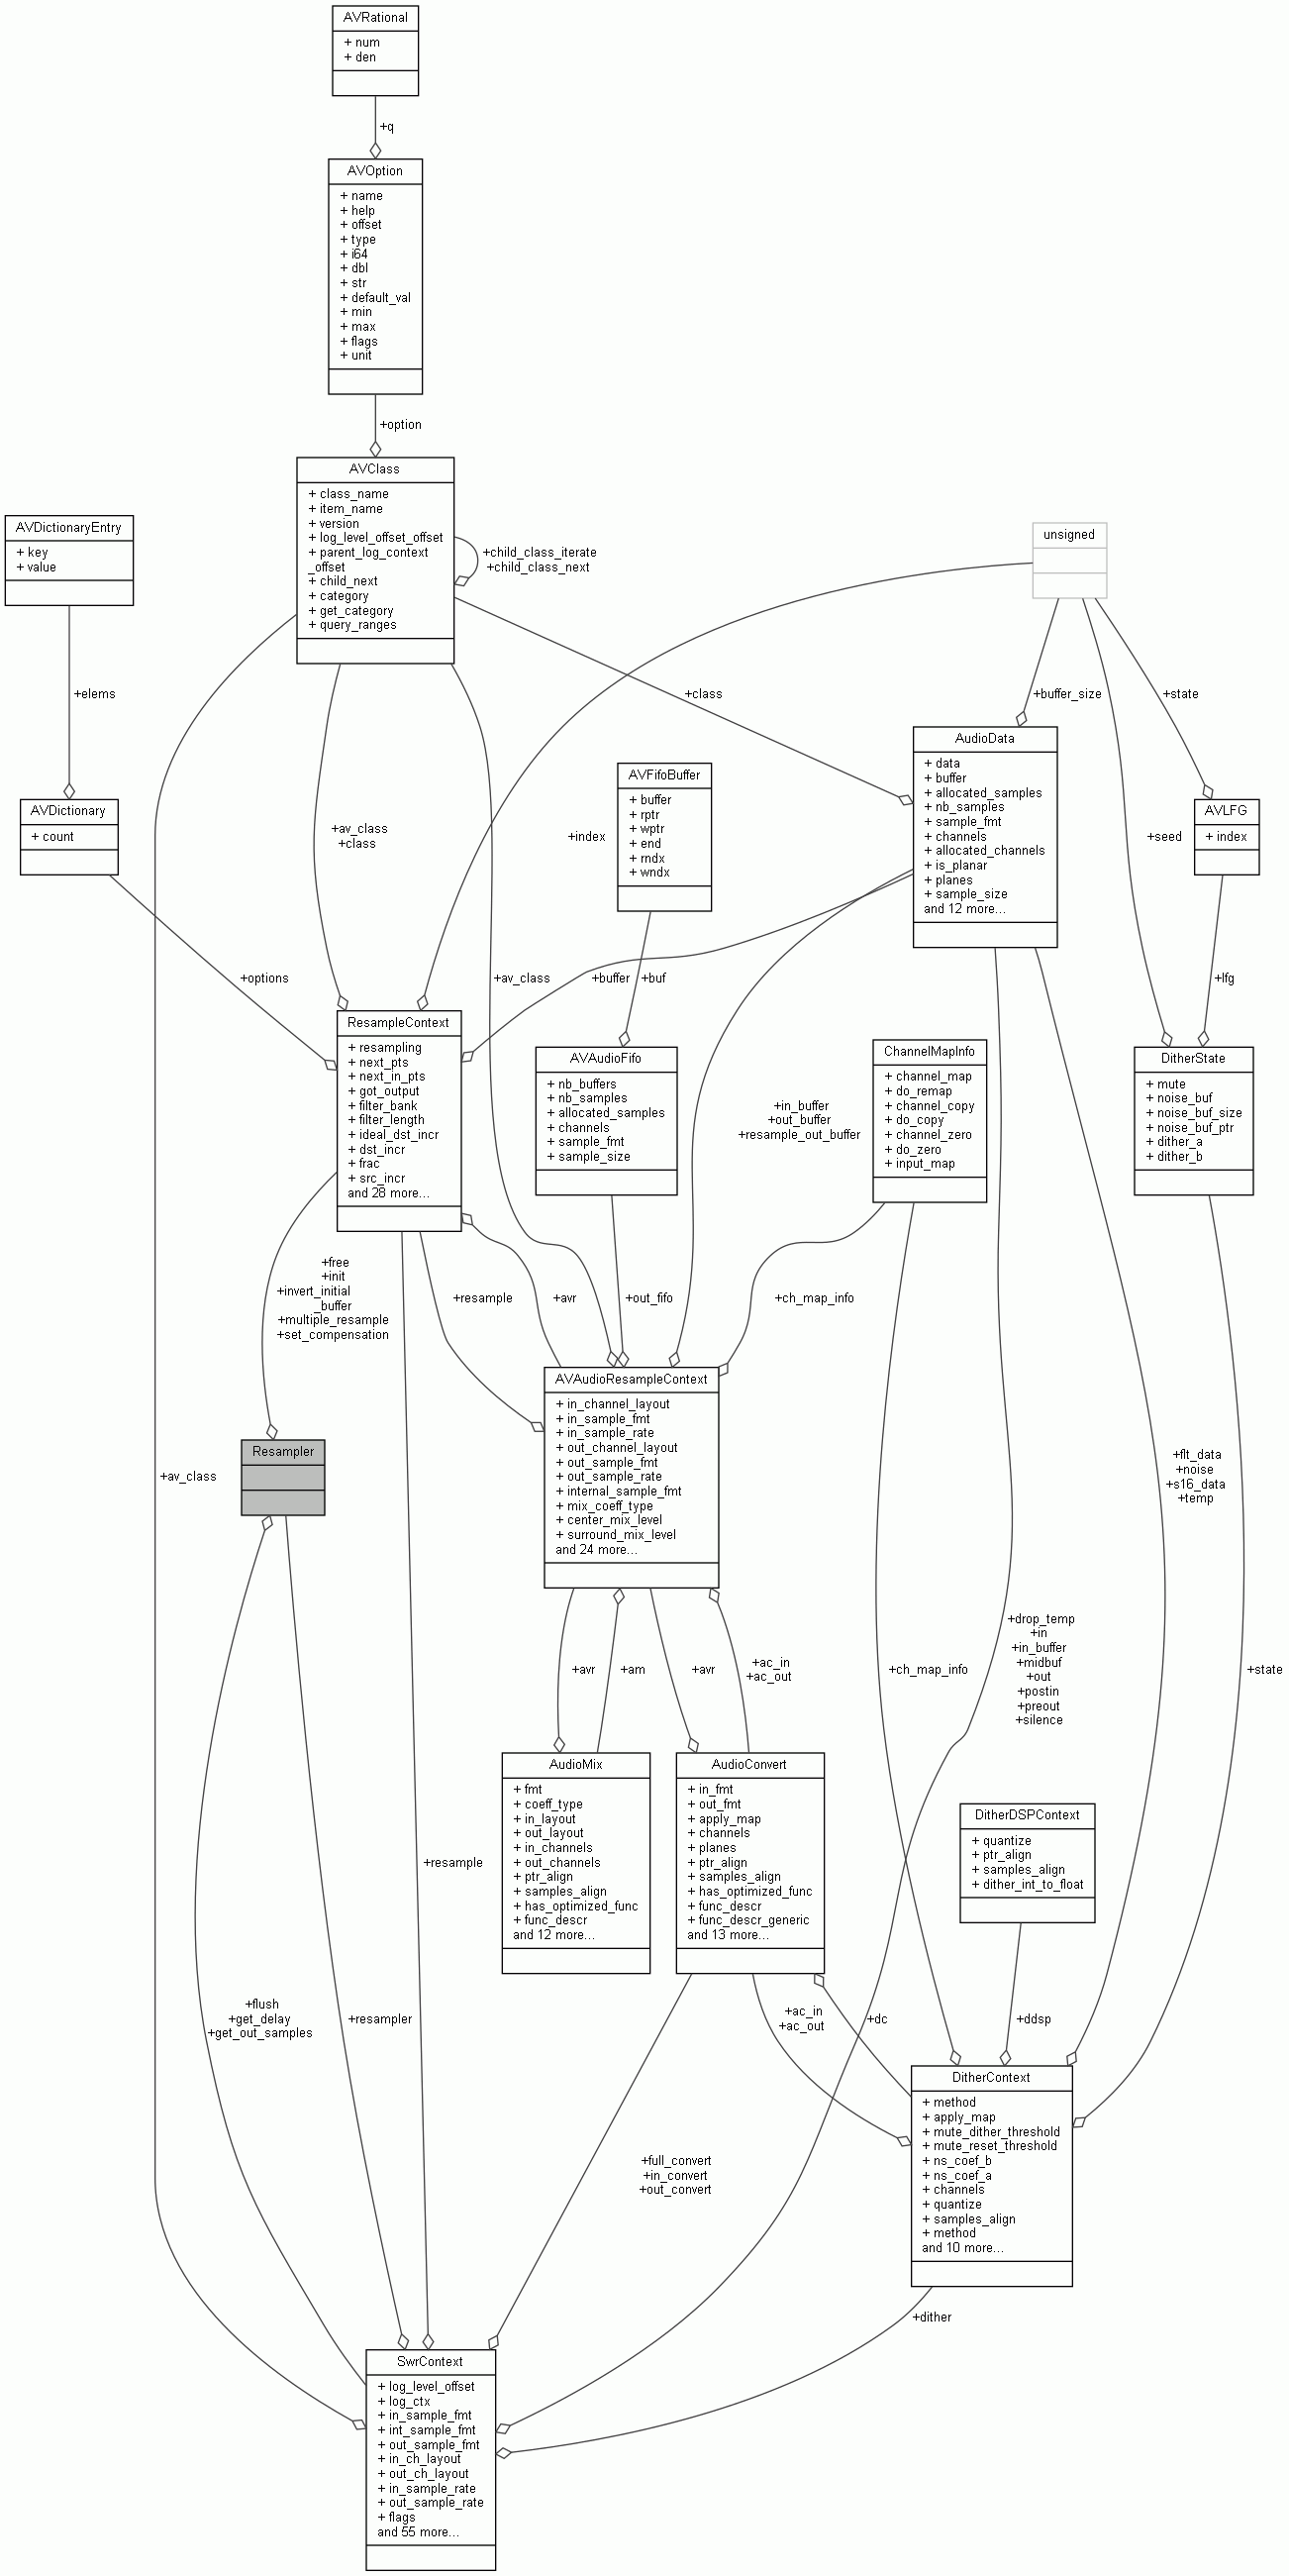 AVRational
+ num
+ den
+q
AVOption
+ name
+ help
+ offset
+ type
+ i64
+ dbl
+ str
+ default_val
+ min
+ max
+ flags
+ unit
+option
AVClass
+ class_name
+ item_name
+ version
+ log_level_offset_offset
+ parent_log_context
_offset
+ child_next
+ category
+ get_category
+ query_ranges
+child_class_iterate
+child_class_next
AVDictionaryEntry
+ key
+ value
unsigned
+elems
+class
+buffer_size
+state
AVDictionary
+ count
+av_class
+class
+index
AVFifoBuffer
+ buffer
+ rptr
+ wptr
+ end
+ rndx
+ wndx
AudioData
+ data
+ buffer
+ allocated_samples
+ nb_samples
+ sample_fmt
+ channels
+ allocated_channels
+ is_planar
+ planes
+ sample_size
and 12 more...
+seed
AVLFG
+ index
+options
+av_class
+buffer
+buf
+lfg
ResampleContext
+ resampling
+ next_pts
+ next_in_pts
+ got_output
+ filter_bank
+ filter_length
+ ideal_dst_incr
+ dst_incr
+ frac
+ src_incr
and 28 more...
AVAudioFifo
+ nb_buffers
+ nb_samples
+ allocated_samples
+ channels
+ sample_fmt
+ sample_size
+in_buffer
+out_buffer
+resample_out_buffer
ChannelMapInfo
+ channel_map
+ do_remap
+ channel_copy
+ do_copy
+ channel_zero
+ do_zero
+ input_map
DitherState
+ mute
+ noise_buf
+ noise_buf_size
+ noise_buf_ptr
+ dither_a
+ dither_b
+free
+init
+invert_initial
_buffer
+multiple_resample
+set_compensation
+resample
+avr
+out_fifo
+ch_map_info
Resampler
+av_class
AVAudioResampleContext
+ in_channel_layout
+ in_sample_fmt
+ in_sample_rate
+ out_channel_layout
+ out_sample_fmt
+ out_sample_rate
+ internal_sample_fmt
+ mix_coeff_type
+ center_mix_level
+ surround_mix_level
and 24 more...
+flt_data
+noise
+s16_data
+temp
+avr
+am
+avr
+ac_in
+ac_out
+ch_map_info
+drop_temp
+in
+in_buffer
+midbuf
+out
+postin
+preout
+silence
+state
AudioMix
+ fmt
+ coeff_type
+ in_layout
+ out_layout
+ in_channels
+ out_channels
+ ptr_align
+ samples_align
+ has_optimized_func
+ func_descr
and 12 more...
AudioConvert
+ in_fmt
+ out_fmt
+ apply_map
+ channels
+ planes
+ ptr_align
+ samples_align
+ has_optimized_func
+ func_descr
+ func_descr_generic
and 13 more...
DitherDSPContext
+ quantize
+ ptr_align
+ samples_align
+ dither_int_to_float
+resample
+flush
+get_delay
+get_out_samples
+resampler
+ac_in
+ac_out
+dc
+ddsp
DitherContext
+ method
+ apply_map
+ mute_dither_threshold
+ mute_reset_threshold
+ ns_coef_b
+ ns_coef_a
+ channels
+ quantize
+ samples_align
+ method
and 10 more...
+full_convert
+in_convert
+out_convert
+dither
SwrContext
+ log_level_offset
+ log_ctx
+ in_sample_fmt
+ int_sample_fmt
+ out_sample_fmt
+ in_ch_layout
+ out_ch_layout
+ in_sample_rate
+ out_sample_rate
+ flags
and 55 more...